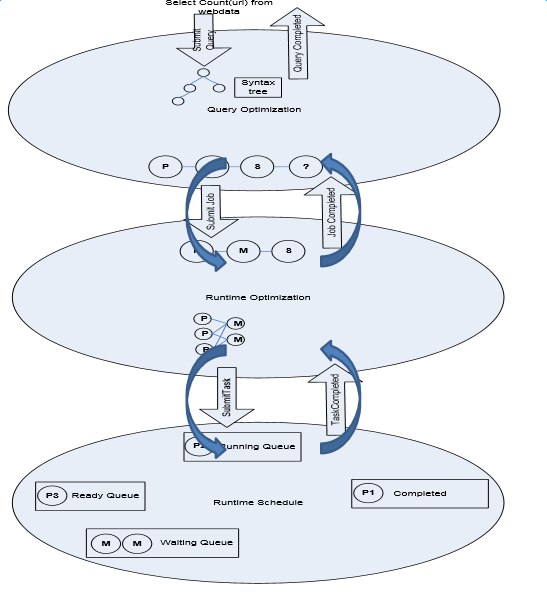 Select Count(url) from
webdata
Submit
Query
Query Completed
Syntax
tree
Query Optimization
P
S
?
Submit Job
Job Completed
M
S
Runtime Optimization
P
M
P
M
SubmitTask
TaskCompleted
Running Queue
P3
Ready Queue
Runtime Schedule
P1
Completed
M
M
Waiting Queue